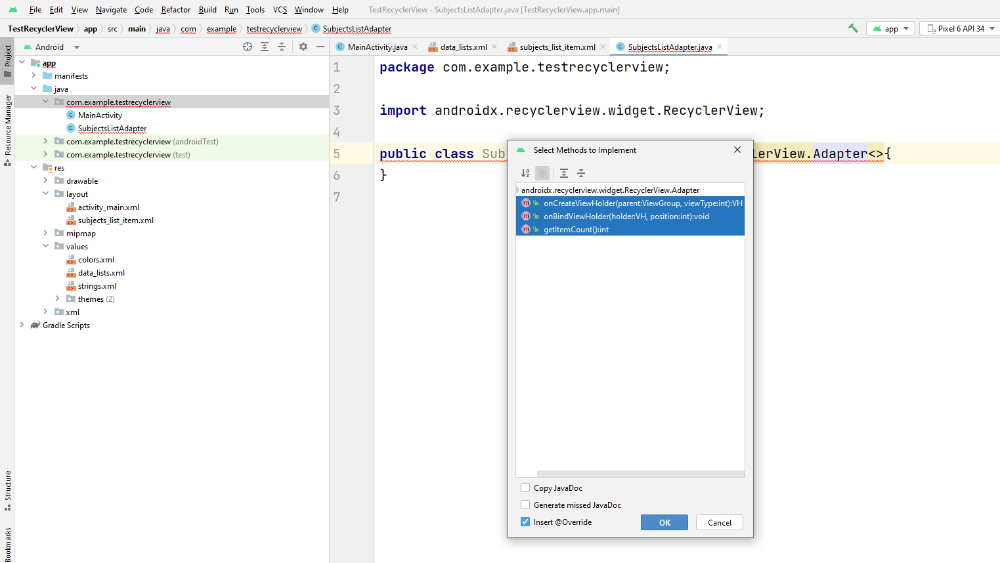 File Edit View Navigate Code Refactor Build Run Tools VCS Window Help TestRecyclerView - SubjectsListAdapter.java [TestRecyclerView.app.main]
TestRecyclerView app src main java com example testrecyclerview SubjectsListAdapter app Pixel 6 API 34
Project
Resource Manager
Structure
Bookmarks
Android
app
manifests
java
com.example.testrecyclerview
MainActivity
SubjectsListAdapter
com.example.testrecyclerview (androidTest)
com.example.testrecyclerview (test)
res
drawable
layout
activity_main.xml
subjects_list_item.xml
mipmap
values
colors.xml
data_lists.xml
strings.xml
themes (2)
xml
Gradle Scripts
MainActivity.java data_lists.xml subjects_list_item.xml SubjectsListAdapter.java
1 package com.example.testrecyclerview;
2
3 import androidx.recyclerview.widget.RecyclerView;
4
5 public class Sub lerView.Adapter<>{
6 }
7
Select Methods to Implement
androidx.recyclerview.widget.RecyclerView.Adapter
onCreateViewHolder(parent:ViewGroup, viewType:int):VH
onBindViewHolder(holder:VH, position:int):void
getItemCount():int
Copy JavaDoc
Generate missed JavaDoc
Insert @Override
OK Cancel